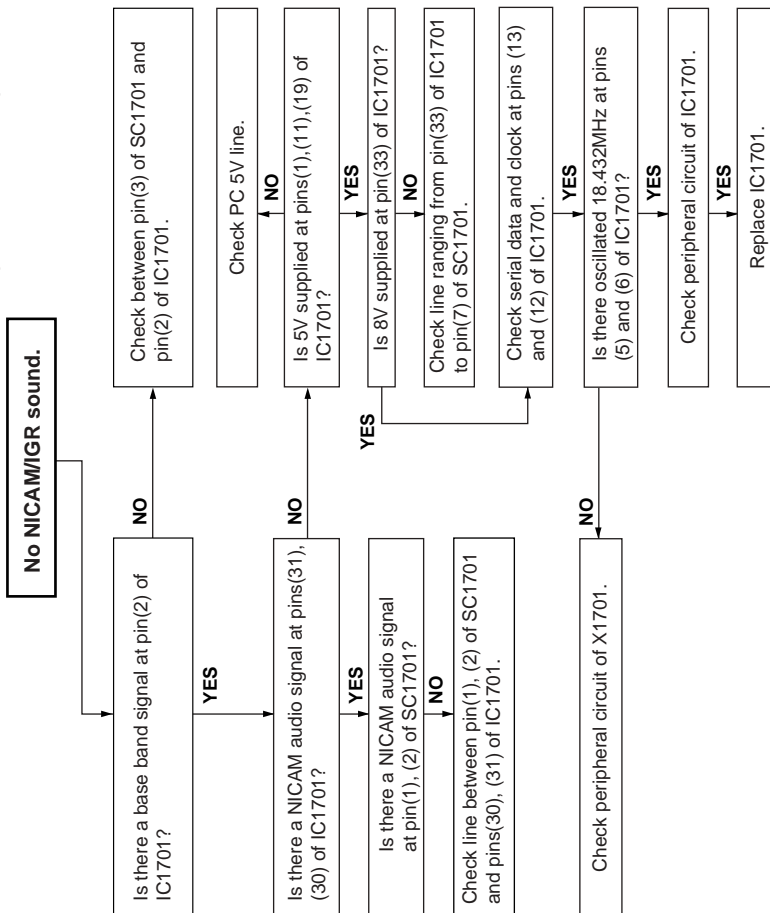 No NICAM/IGR sound.
Is there a base band signal at pin(2) of
IC1701?
NO
Check between pin(3) of SC1701 and
pin(2) of IC1701.
YES
Is there a NICAM audio signal at pins(31),
(30) of IC1701?
NO
Is 5V supplied at pins(1),(11),(19) of
IC1701?
NO
Check PC 5V line.
YES
Is 8V supplied at pin(33) of IC1701?
NO
Check line ranging from pin(33) of IC1701
to pin(7) of SC1701.
YES
Check serial data and clock at pins (13)
and (12) of IC1701.
YES
Is there oscillated 18.432MHz at pins
(5) and (6) of IC1701?
YES
Check peripheral circuit of IC1701.
YES
Replace IC1701.
YES
Is there a NICAM audio signal
at pin(1), (2) of SC1701?
NO
Check line between pin(1), (2) of SC1701
and pins(30), (31) of IC1701.
NO
Check peripheral circuit of X1701.